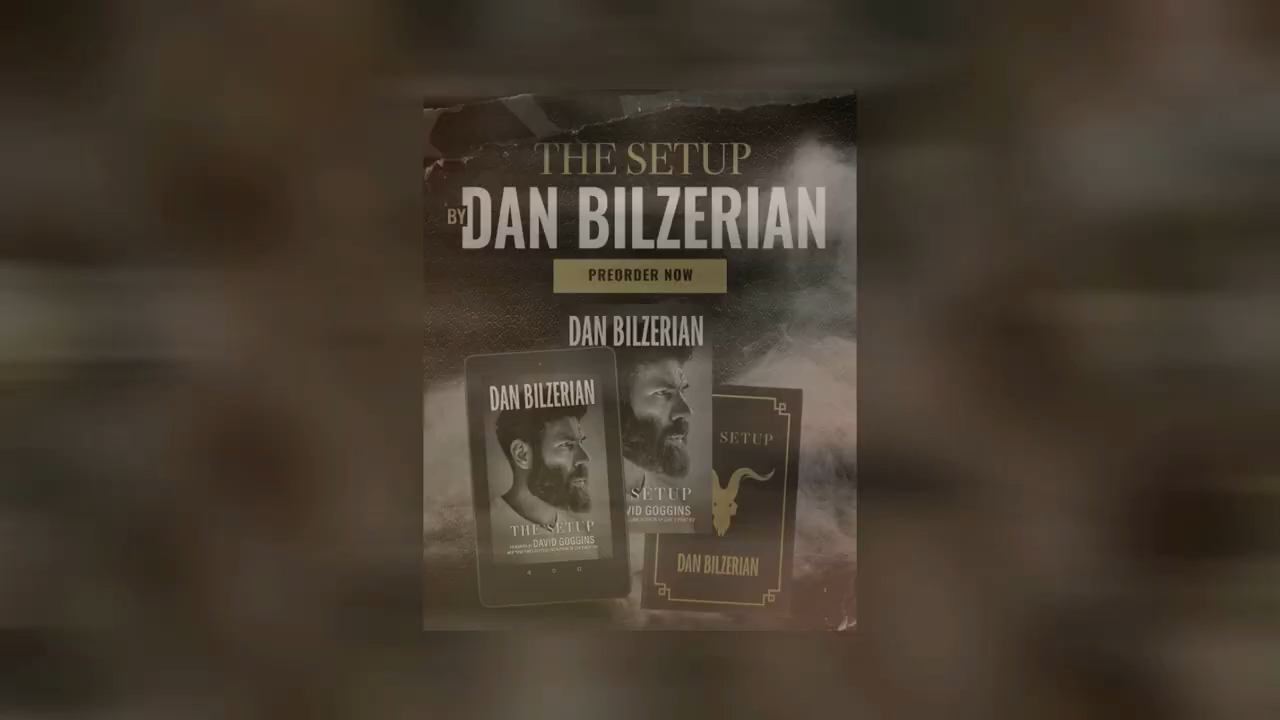 THE SETUP
BY DAN BILZERIAN
PREORDER NOW
DAN BILZERIAN
SETUP
VID GOGGINS
DAN BILZERIAN
THE SETUP
DAVID GOGGINS
SETUP
DAN BILZERIAN